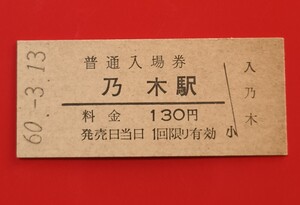 60.-3.13
普通入場券
乃木駅
料金 130円
発売日当日1回限り有効 小
入乃木